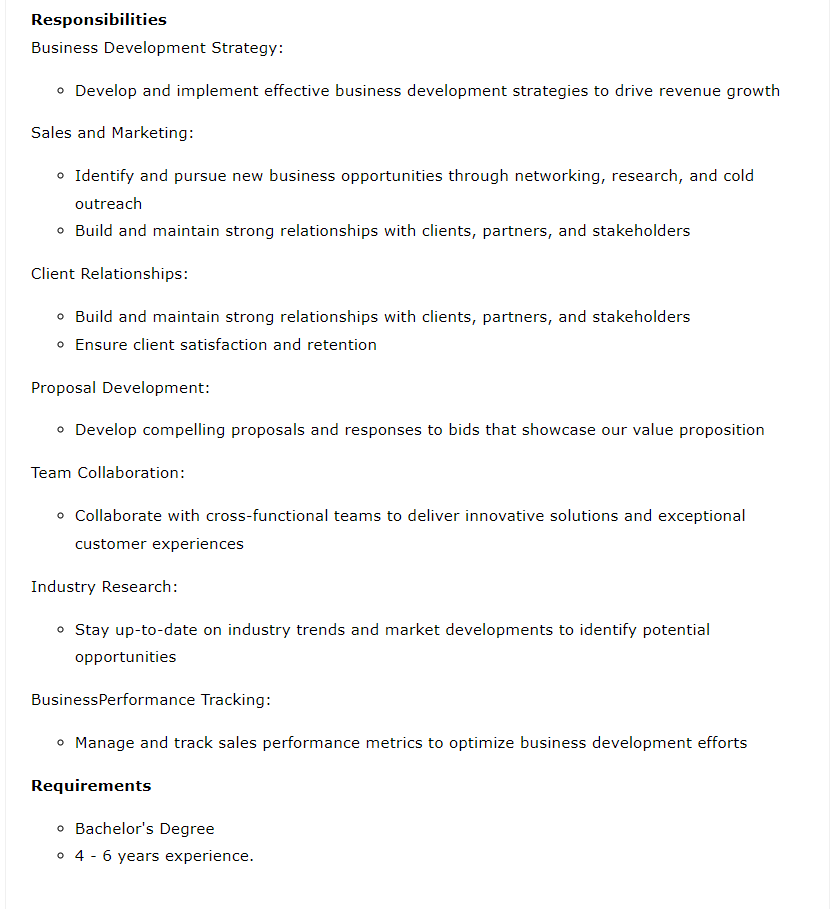 Responsibilities
Business Development Strategy:
Develop and implement effective business development strategies to drive revenue growth
Sales and Marketing:
Identify and pursue new business opportunities through networking, research, and cold
outreach
Build and maintain strong relationships with clients, partners, and stakeholders
Client Relationships:
Build and maintain strong relationships with clients, partners, and stakeholders
Ensure client satisfaction and retention
Proposal Development:
Develop compelling proposals and responses to bids that showcase our value proposition
Team Collaboration:
Collaborate with cross-functional teams to deliver innovative solutions and exceptional
customer experiences
Industry Research:
Stay up-to-date on industry trends and market developments to identify potential
opportunities
BusinessPerformance Tracking:
Manage and track sales performance metrics to optimize business development efforts
Requirements
Bachelor's Degree
4 - 6 years experience.